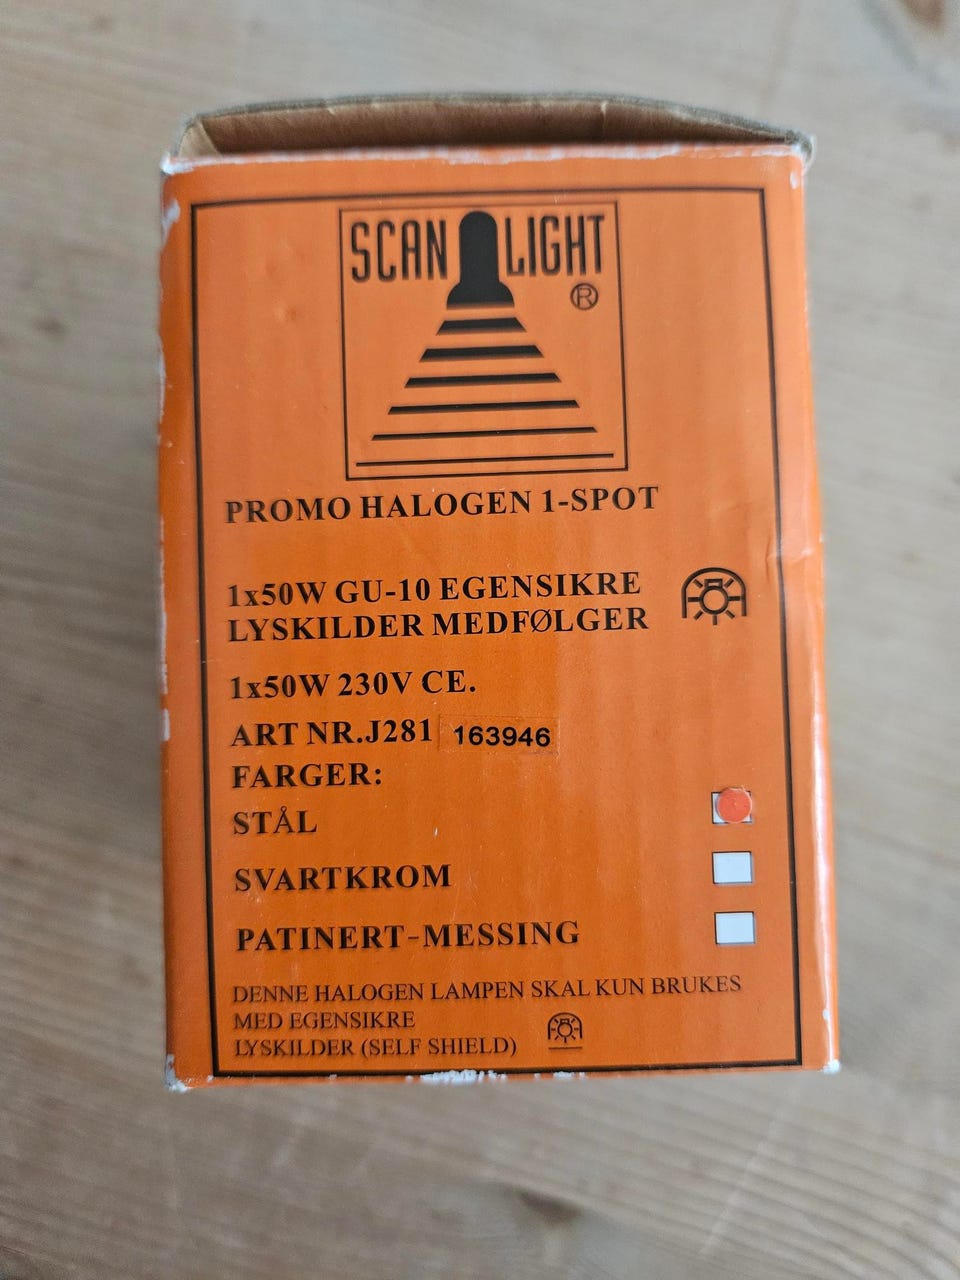 SCAN LIGHT
®
PROMO HALOGEN 1-SPOT
1x50W GU-10 EGENSIKRE
LYSKILDER MEDFØLGER
1x50W 230V CE.
ART NR.J281 163946
FARGER:
STÅL
SVARTKROM
PATINERT-MESSING
DENNE HALOGEN LAMPEN SKAL KUN BRUKES
MED EGENSIKRE
LYSKILDER (SELF SHIELD)